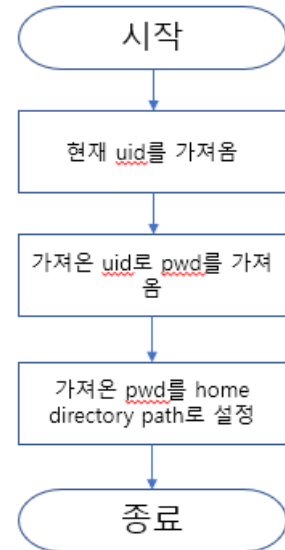 시작
현재 uid를 가져옴
가져온 uid로 pwd를 가져
옴
가져온 pwd를 home
directory path로 설정
종료